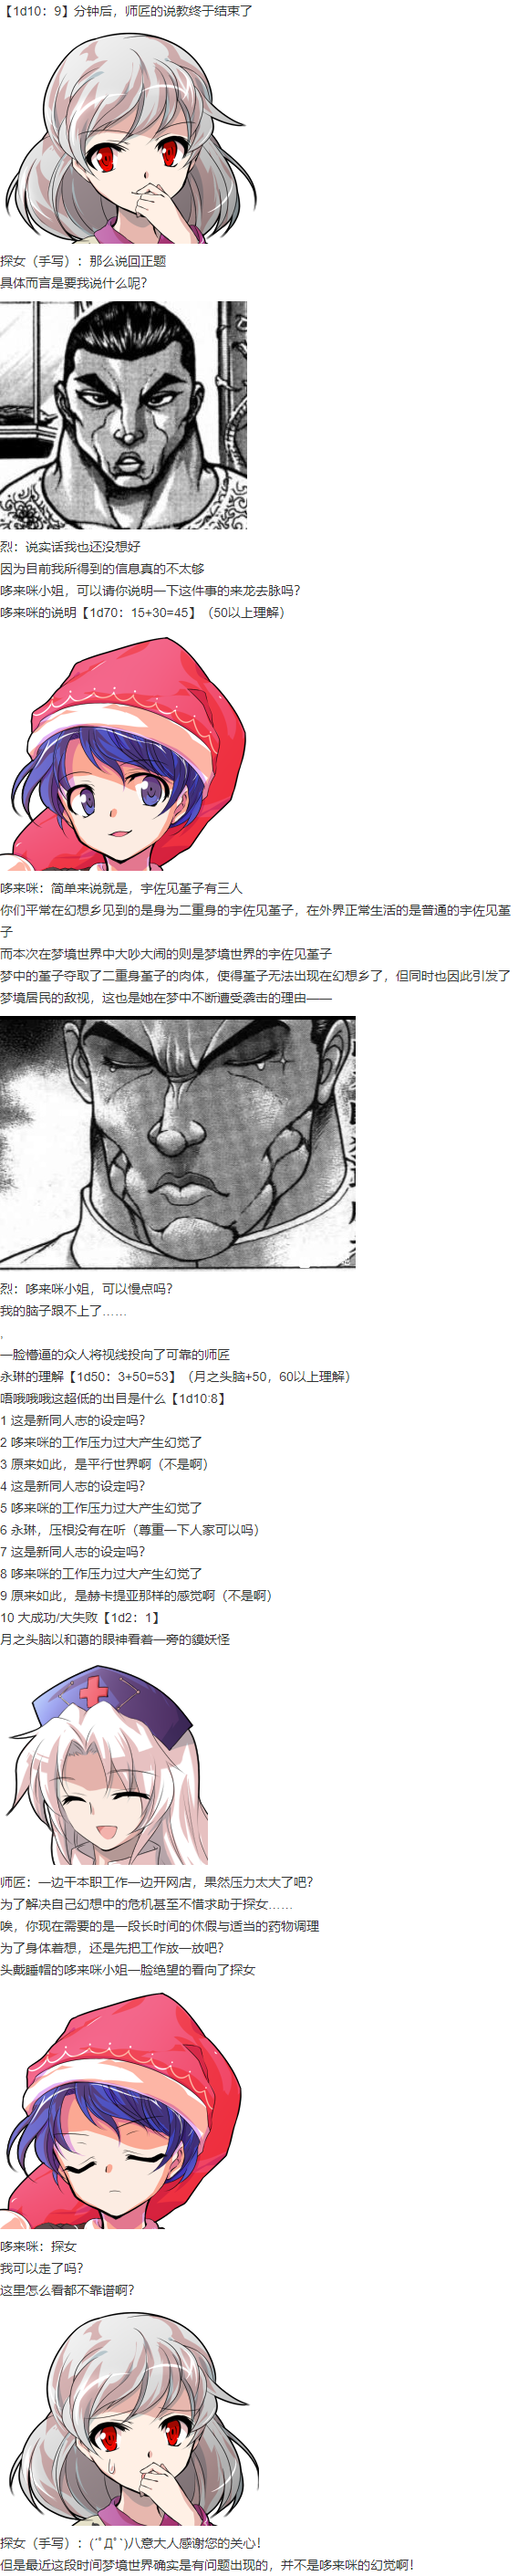 【1d10：9】分钟后，师匠的说教终于结束了
探女（手写）：那么说回正题
具体而言是要我说什么呢？
烈：说实话我也还没想好
因为目前我所得到的信息真的不太够
哆来咪小姐，可以请你说明一下这件事的来龙去脉吗？
哆来咪的说明【1d70：15+30=45】（50以上理解）
哆来咪：简单来说就是，宇佐见堇子有三人
你们平常在幻想乡见到的是身为二重身的宇佐见堇子，在外界正常生活的是普通的宇佐见堇
子
而本次在梦境世界中大吵大闹的则是梦境世界的宇佐见堇子
梦中的堇子夺取了二重身堇子的肉体，使得堇子无法出现在幻想乡了，但同时也因此引发了
梦境居民的敌视，这也是她在梦中不断遭受袭击的理由——
烈：哆来咪小姐，可以慢点吗？
我的脑子跟不上了……
，
一脸懵逼的众人将视线投向了可靠的师匠
永琳的理解【1d50：3+50=53】（月之头脑+50，60以上理解）
唔哦哦哦这超低的出目是什么【1d10:8】
1 这是新同人志的设定吗？
2 哆来咪的工作压力过大产生幻觉了
3 原来如此，是平行世界啊（不是啊）
4 这是新同人志的设定吗？
5 哆来咪的工作压力过大产生幻觉了
6 永琳，压根没有在听（尊重一下人家可以吗）
7 这是新同人志的设定吗？
8 哆来咪的工作压力过大产生幻觉了
9 原来如此，是赫卡提亚那样的感觉啊（不是啊）
10 大成功/大失败【1d2：1】
月之头脑以和蔼的眼神看着一旁的貘妖怪
师匠：一边干本职工作一边开网店，果然压力太大了吧？
为了解决自己幻想中的危机甚至不惜求助于探女……
唉，你现在需要的是一段长时间的休假与适当的药物调理
为了身体着想，还是先把工作放一放吧？
头戴睡帽的哆来咪小姐一脸绝望的看向了探女
哆来咪：探女
我可以走了吗？
这里怎么看都不靠谱啊？
探女（手写）：(´ﾟДﾟ`)八意大人感谢您的关心！
但是最近这段时间梦境世界确实是有问题出现的，并不是哆来咪的幻觉啊！